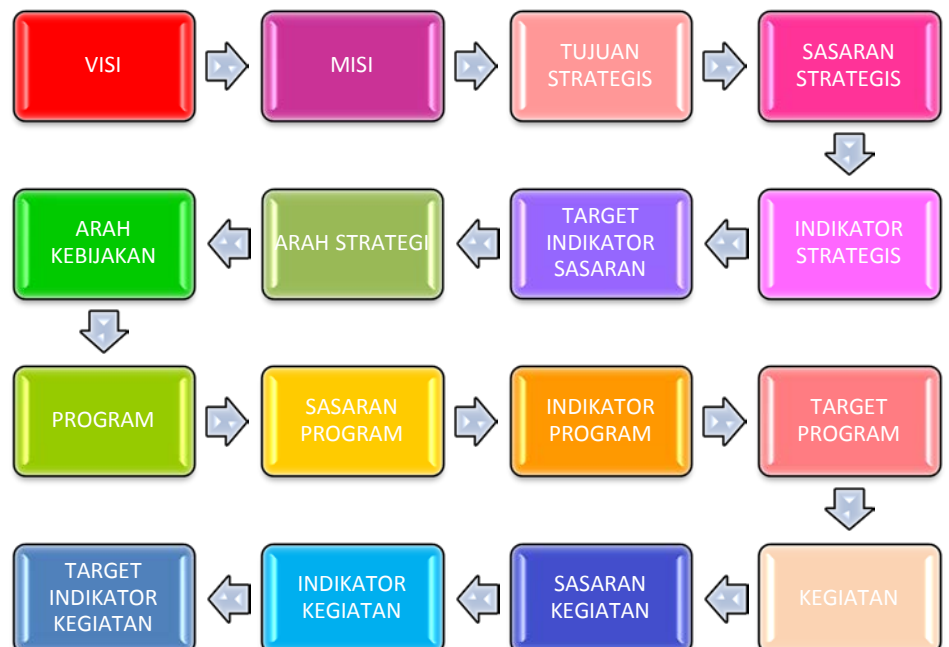 VISI
MISI
TUJUAN
STRATEGIS
SASARAN
STRATEGIS
INDIKATOR
STRATEGIS
TARGET
INDIKATOR
SASARAN
ARAH STRATEGI
ARAH
KEBIJAKAN
PROGRAM
SASARAN
PROGRAM
INDIKATOR
PROGRAM
TARGET
PROGRAM
KEGIATAN
SASARAN
KEGIATAN
INDIKATOR
KEGIATAN
TARGET
INDIKATOR
KEGIATAN